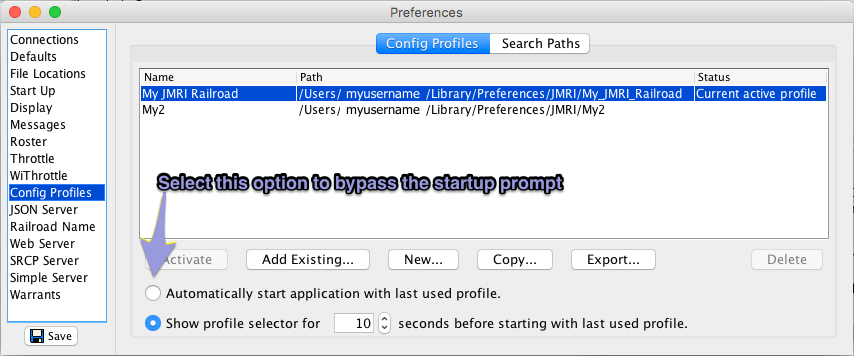 Preferences
Connections
Defaults
File Locations
Start Up
Display
Messages
Roster
Throttle
WiThrottle
Config Profiles
JSON Server
Railroad Name
Web Server
SRCP Server
Simple Server
Warrants
Save
Config Profiles Search Paths
Name Path Status
My JMRI Railroad /Users/ myusername /Library/Preferences/JMRI/My_JMRI_Railroad Current active profile
My2 /Users/ myusername /Library/Preferences/JMRI/My2
Select this option to bypass the startup prompt
Activate Add Existing... New... Copy... Export... Delete
Automatically start application with last used profile.
Show profile selector for 10 seconds before starting with last used profile.